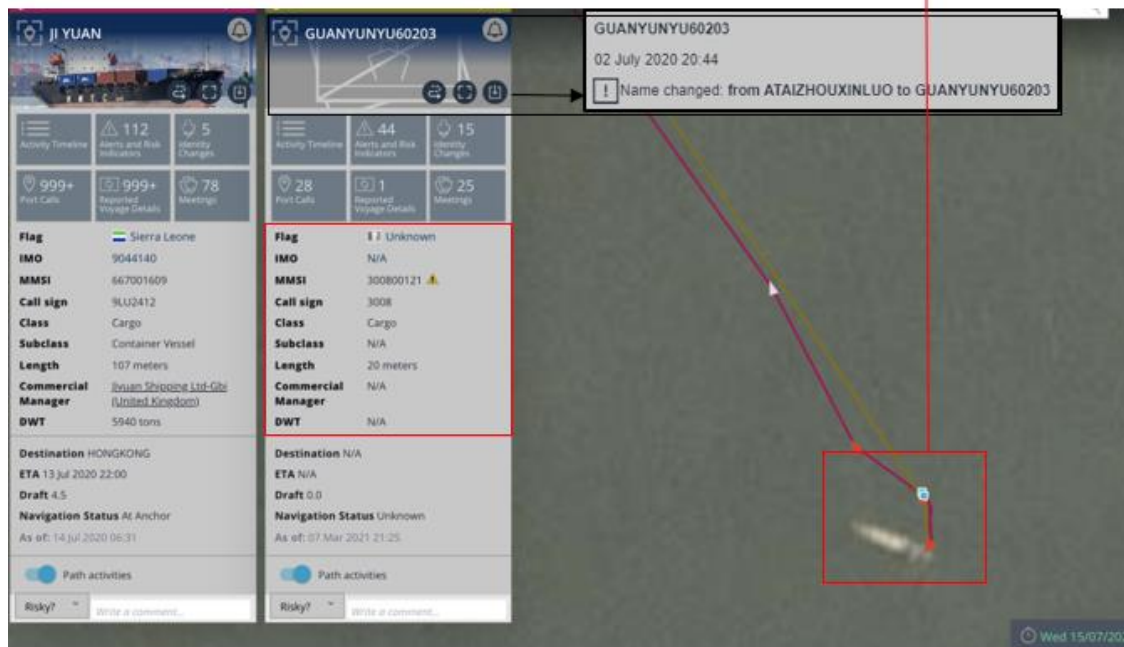 JI YUAN
112
Activity Timeline
Alerts and Risk Indicators
5
Identity Changes
999+
Port Calls
999+
Reported Voyage Details
78
Meetings
Flag Sierra Leone
IMO 9044140
MMSI 667001609
Call sign 9LU2412
Class Cargo
Subclass Container Vessel
Length 107 meters
Commercial Jiyuan Shipping Ltd-Gbi
Manager (United Kingdom)
DWT 5940 tons
Destination HONGKONG
ETA 13 Jul 2020 22:00
Draft 4.5
Navigation Status At Anchor
As of: 14 Jul 2020 06:31
Path activities
Risky? Write a comment...
GUANYUNYU60203
Activity Timeline
44
Alerts and Risk Indicators
15
Identity Changes
28
Port Calls
1
Reported Voyage Details
25
Meetings
Flag Unknown
IMO N/A
MMSI 300800121
Call sign 3008
Class Cargo
Subclass N/A
Length 20 meters
Commercial N/A
Manager
DWT N/A
Destination N/A
ETA N/A
Draft 0.0
Navigation Status Unknown
As of: 07 Mar 2021 21:25
Path activities
Risky? Write a comment...
GUANYUNYU60203
02 July 2020 20:44
! Name changed: from ATAIZHOUXINLUO to GUANYUNYU60203
Wed 15/07/202